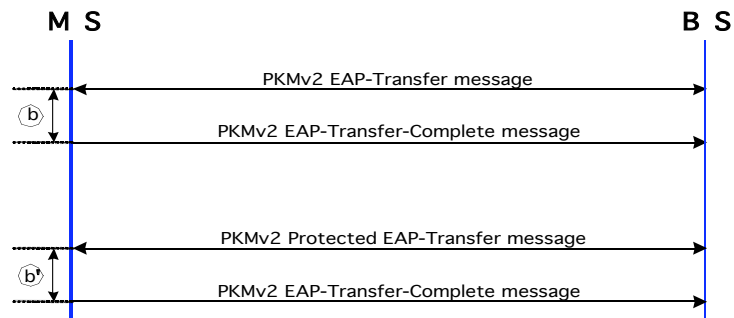 M S B S
PKMv2 EAP-Transfer message
b
PKMv2 EAP-Transfer-Complete message
PKMv2 Protected EAP-Transfer message
b'
PKMv2 EAP-Transfer-Complete message